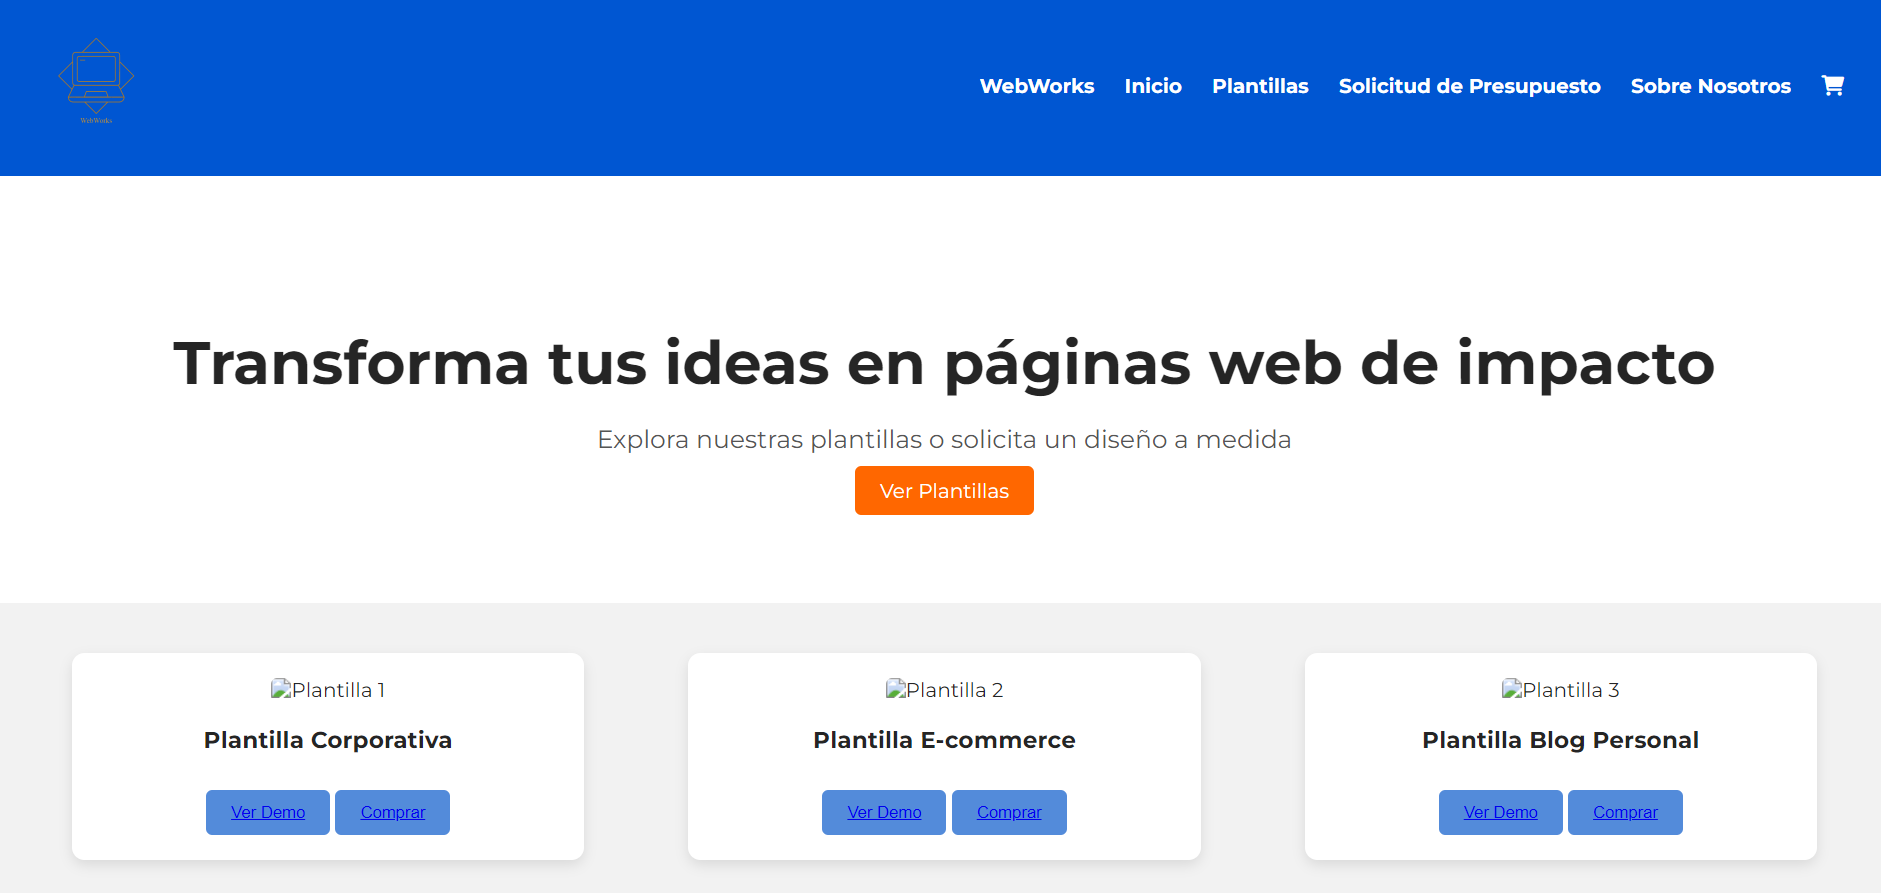 WebWorks
WebWorks Inicio Plantillas Solicitud de Presupuesto Sobre Nosotros
Transforma tus ideas en páginas web de impacto
Explora nuestras plantillas o solicita un diseño a medida
Ver Plantillas
Plantilla 1
Plantilla Corporativa
Ver Demo Comprar
Plantilla 2
Plantilla E-commerce
Ver Demo Comprar
Plantilla 3
Plantilla Blog Personal
Ver Demo Comprar